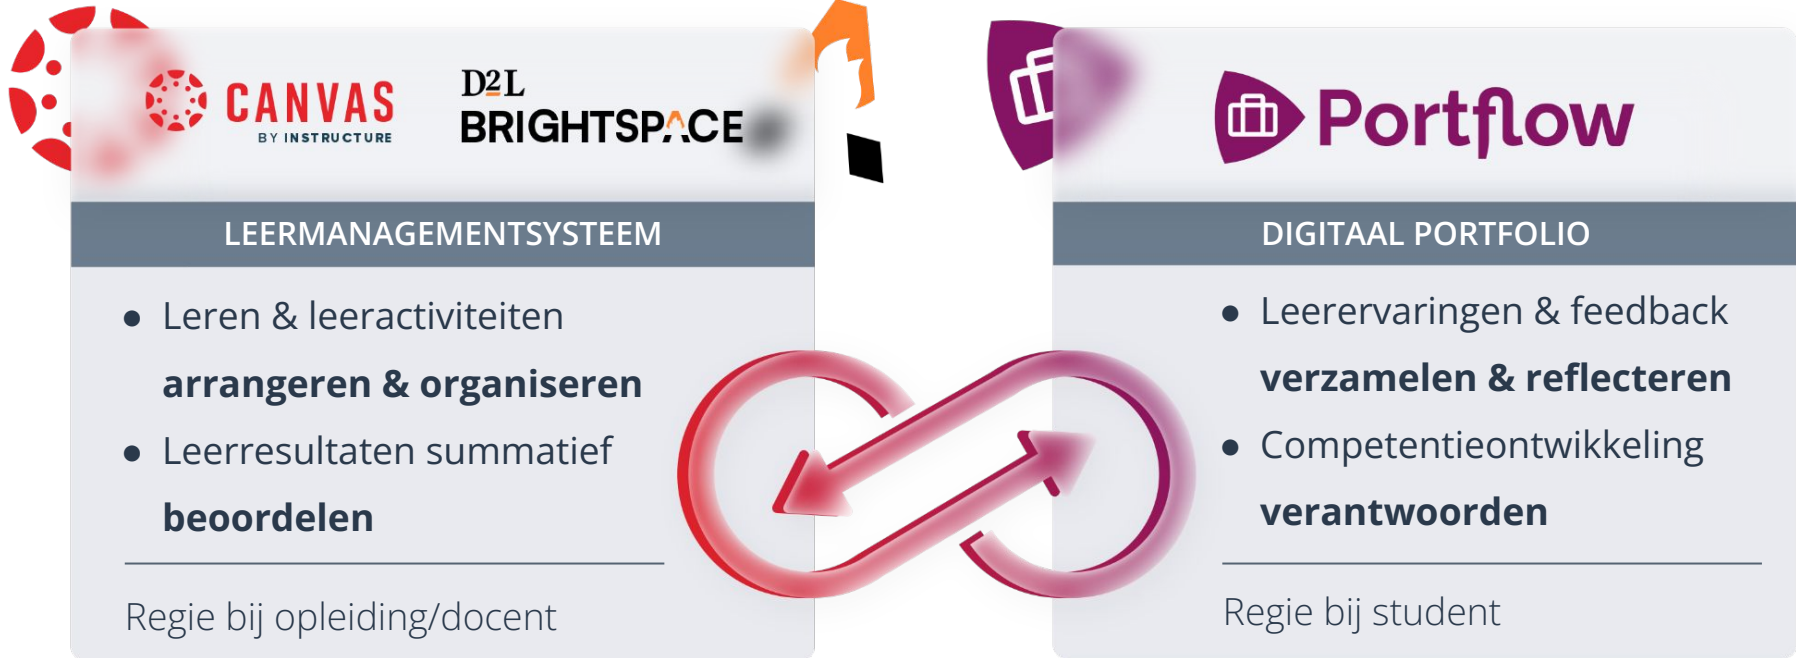 CANVAS
BY INSTRUCTURE
D2L
BRIGHTSPACE
LEERMANAGEMENTSYSTEEM
● Leren & leeractiviteiten
arrangeren & organiseren
● Leerresultaten summatief
beoordelen
Regie bij opleiding/docent
Portflow
DIGITAAL PORTFOLIO
● Leerervaringen & feedback
verzamelen & reflecteren
● Competentieontwikkeling
verantwoorden
Regie bij student